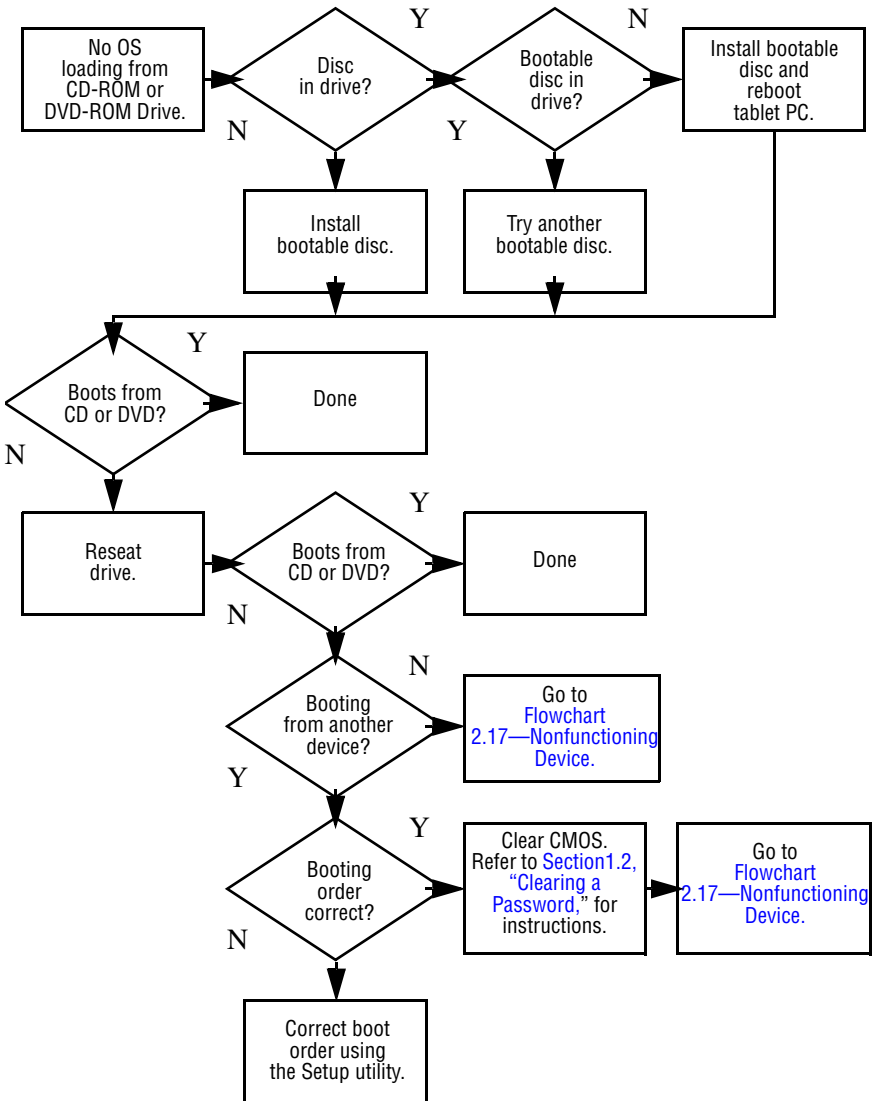 No OS
loading from
CD-ROM or
DVD-ROM Drive.
Y
Disc
in drive?
N
N
Bootable
disc in
drive?
Y
Install bootable
disc and
reboot
tablet PC.
Install
bootable disc.
Try another
bootable disc.
Y
Boots from
CD or DVD?
N
Done
Reseat
drive.
Y
Boots from
CD or DVD?
N
Done
N
Booting
from another
device?
Y
Go to
Flowchart
2.17—Nonfunctioning
Device.
Y
Booting
order
correct?
N
Clear CMOS.
Refer to Section1.2,
“Clearing a
Password,” for
instructions.
Go to
Flowchart
2.17—Nonfunctioning
Device.
Correct boot
order using
the Setup utility.